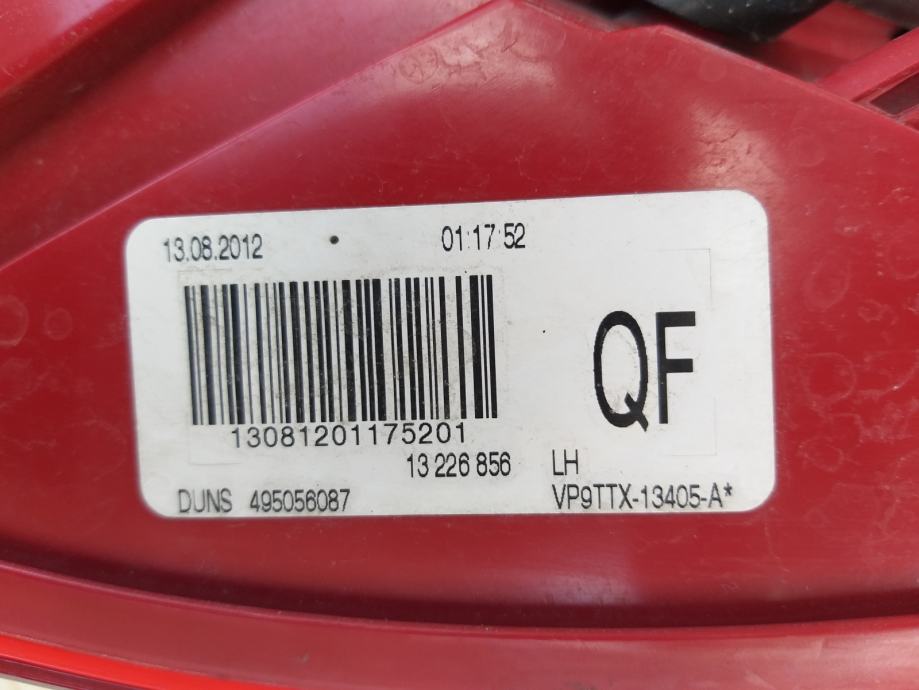 13.08.2012 01:17:52
QF
13081201175201
13 226 856 LH
DUNS 495056087 VP9TTX-13405-A*